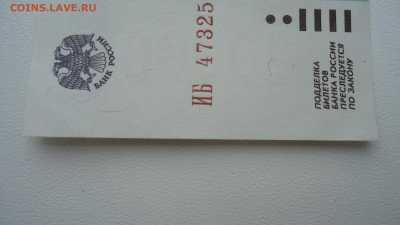 COINS.LAVE.RU
БАНК РОССИИ
ИБ 47325
ПОДДЕЛКА
БИЛЕТОВ
БАНКА РОССИИ
ПРЕСЛЕДУЕТСЯ
ПО ЗАКОНУ